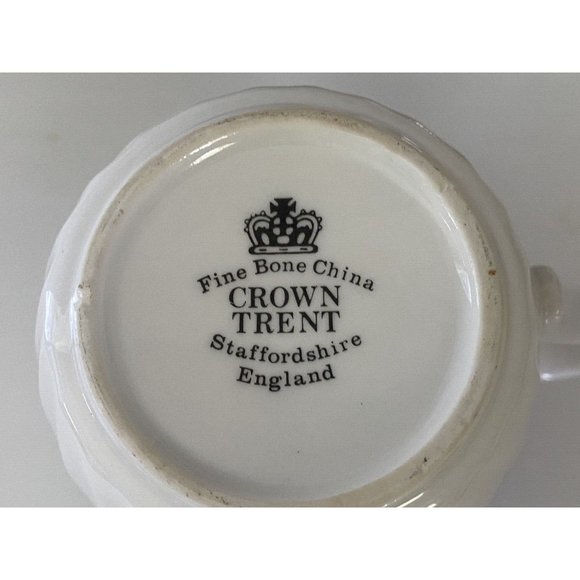 Fine Bone China
CROWN
TRENT
Staffordshire
England